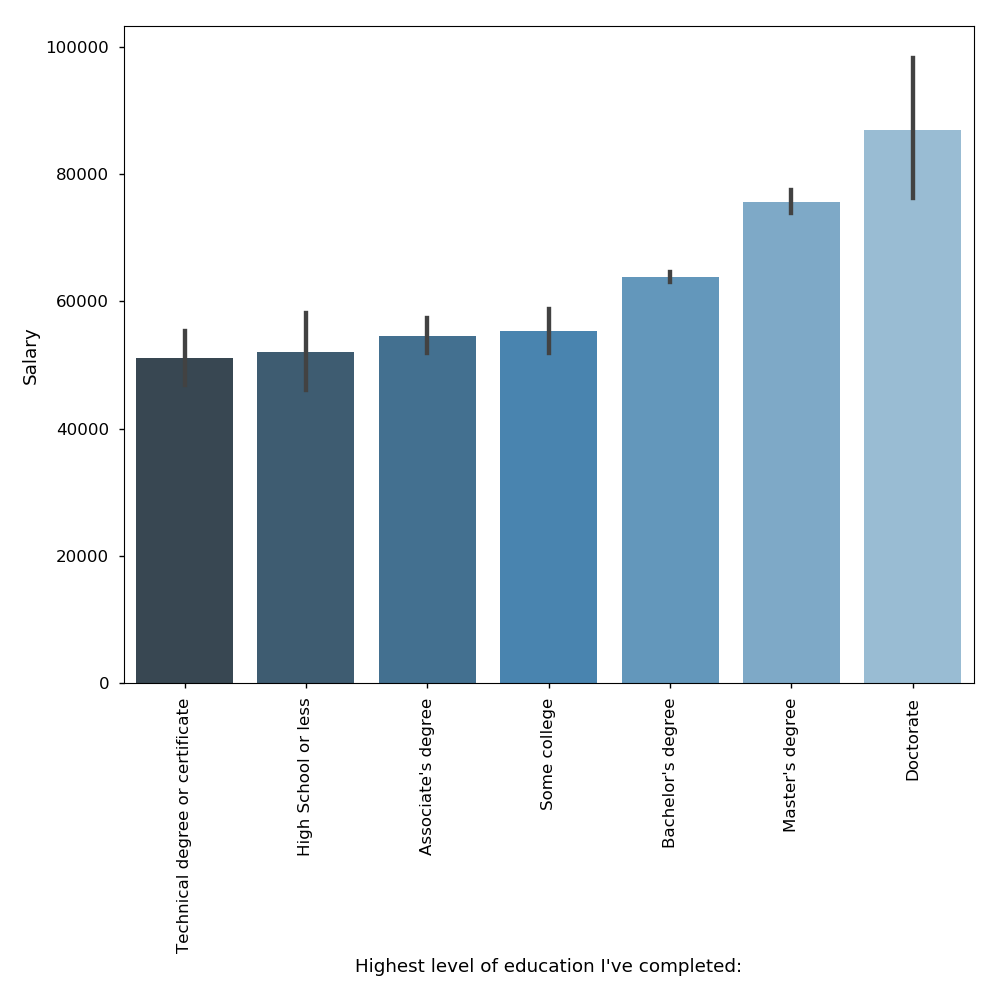 100000
80000
60000
40000
20000
0
Salary
Technical degree or certificate
High School or less
Associate's degree
Some college
Bachelor's degree
Master's degree
Doctorate
Highest level of education I've completed: